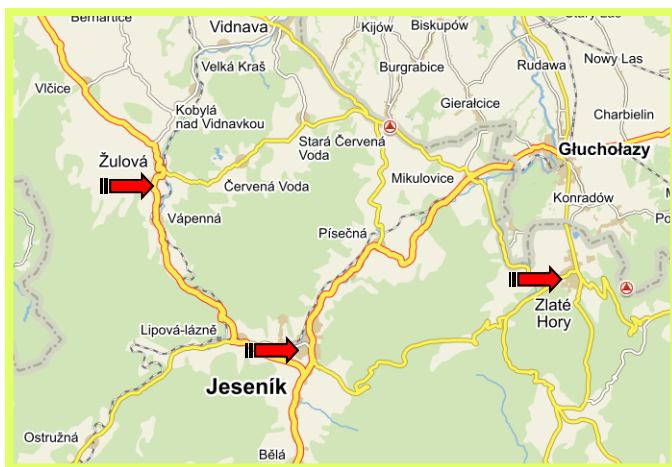 Bernartice
Vidnava
Kijów
Biskupów
Stary Las
Velká Kraš
Burgrabice
Rudawa
Nowy Las
Vlčice
Gierałcice
Kobylá
nad Vidnavkou
Charbielin
Stará Červená
Voda
Głuchołazy
Žulová
Mikulovice
Červená Voda
Konradów
Vápenná
Písečná
Zlaté
Hory
Lipová-lázně
Jeseník
Ostružná
Bělá